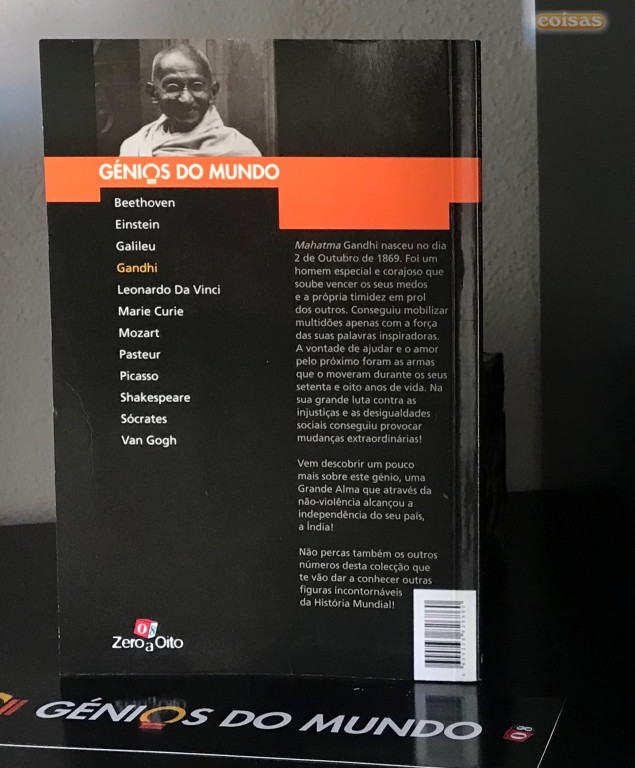 coisas
GÉNIOS DO MUNDO
Beethoven
Einstein
Galileu
Gandhi
Leonardo Da Vinci
Marie Curie
Mozart
Pasteur
Picasso
Shakespeare
Sócrates
Van Gogh
Mahatma Gandhi nasceu no dia
2 de Outubro de 1869. Foi um
homem especial e corajoso que
soube vencer os seus medos
e a própria timidez em prol
dos outros. Conseguiu mobilizar
multidões apenas com a força
das suas palavras inspiradoras.
A vontade de ajudar e o amor
pelo próximo foram as armas
que o moveram durante os seus
setenta e oito anos de vida. Na
sua grande luta contra as
injustiças e as desigualdades
sociais conseguiu provocar
mudanças extraordinárias!
Vem descobrir um pouco
mais sobre este génio, uma
Grande Alma que através da
não-violência alcançou a
independência do seu país,
a Índia!
Não percas também os outros
números desta colecção que
te vão dar a conhecer outras
figuras incontornáveis
da História Mundial!
08
Zero a Oito
GÉNIOS DO MUNDO
08